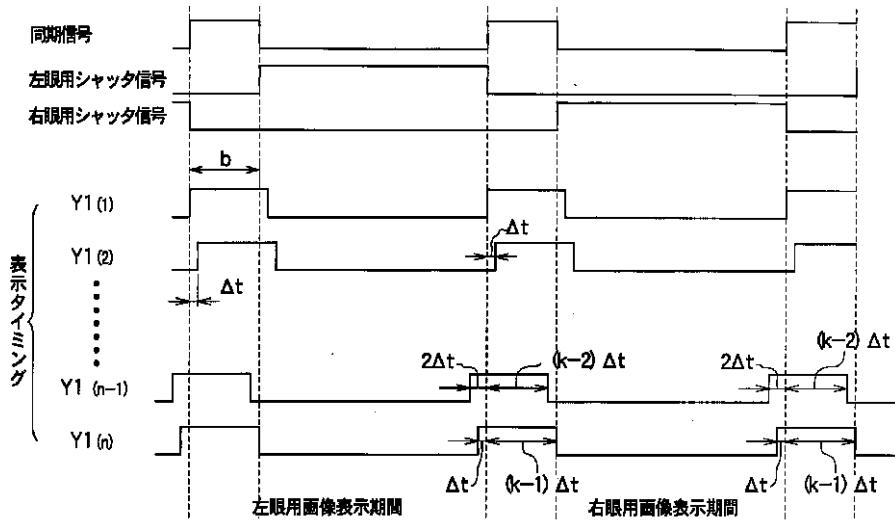 同期信号
左眼用シャッタ信号
右眼用シャッタ信号
b
Y1(1)
Δt
Y1(2)
Δt
表示タイミング
2Δt
(k-2)Δt
2Δt
(k-2)Δt
Y1(n-1)
Y1(n)
Δt
(k-1)Δt
Δt
(k-1)Δt
左眼用画像表示期間
右眼用画像表示期間